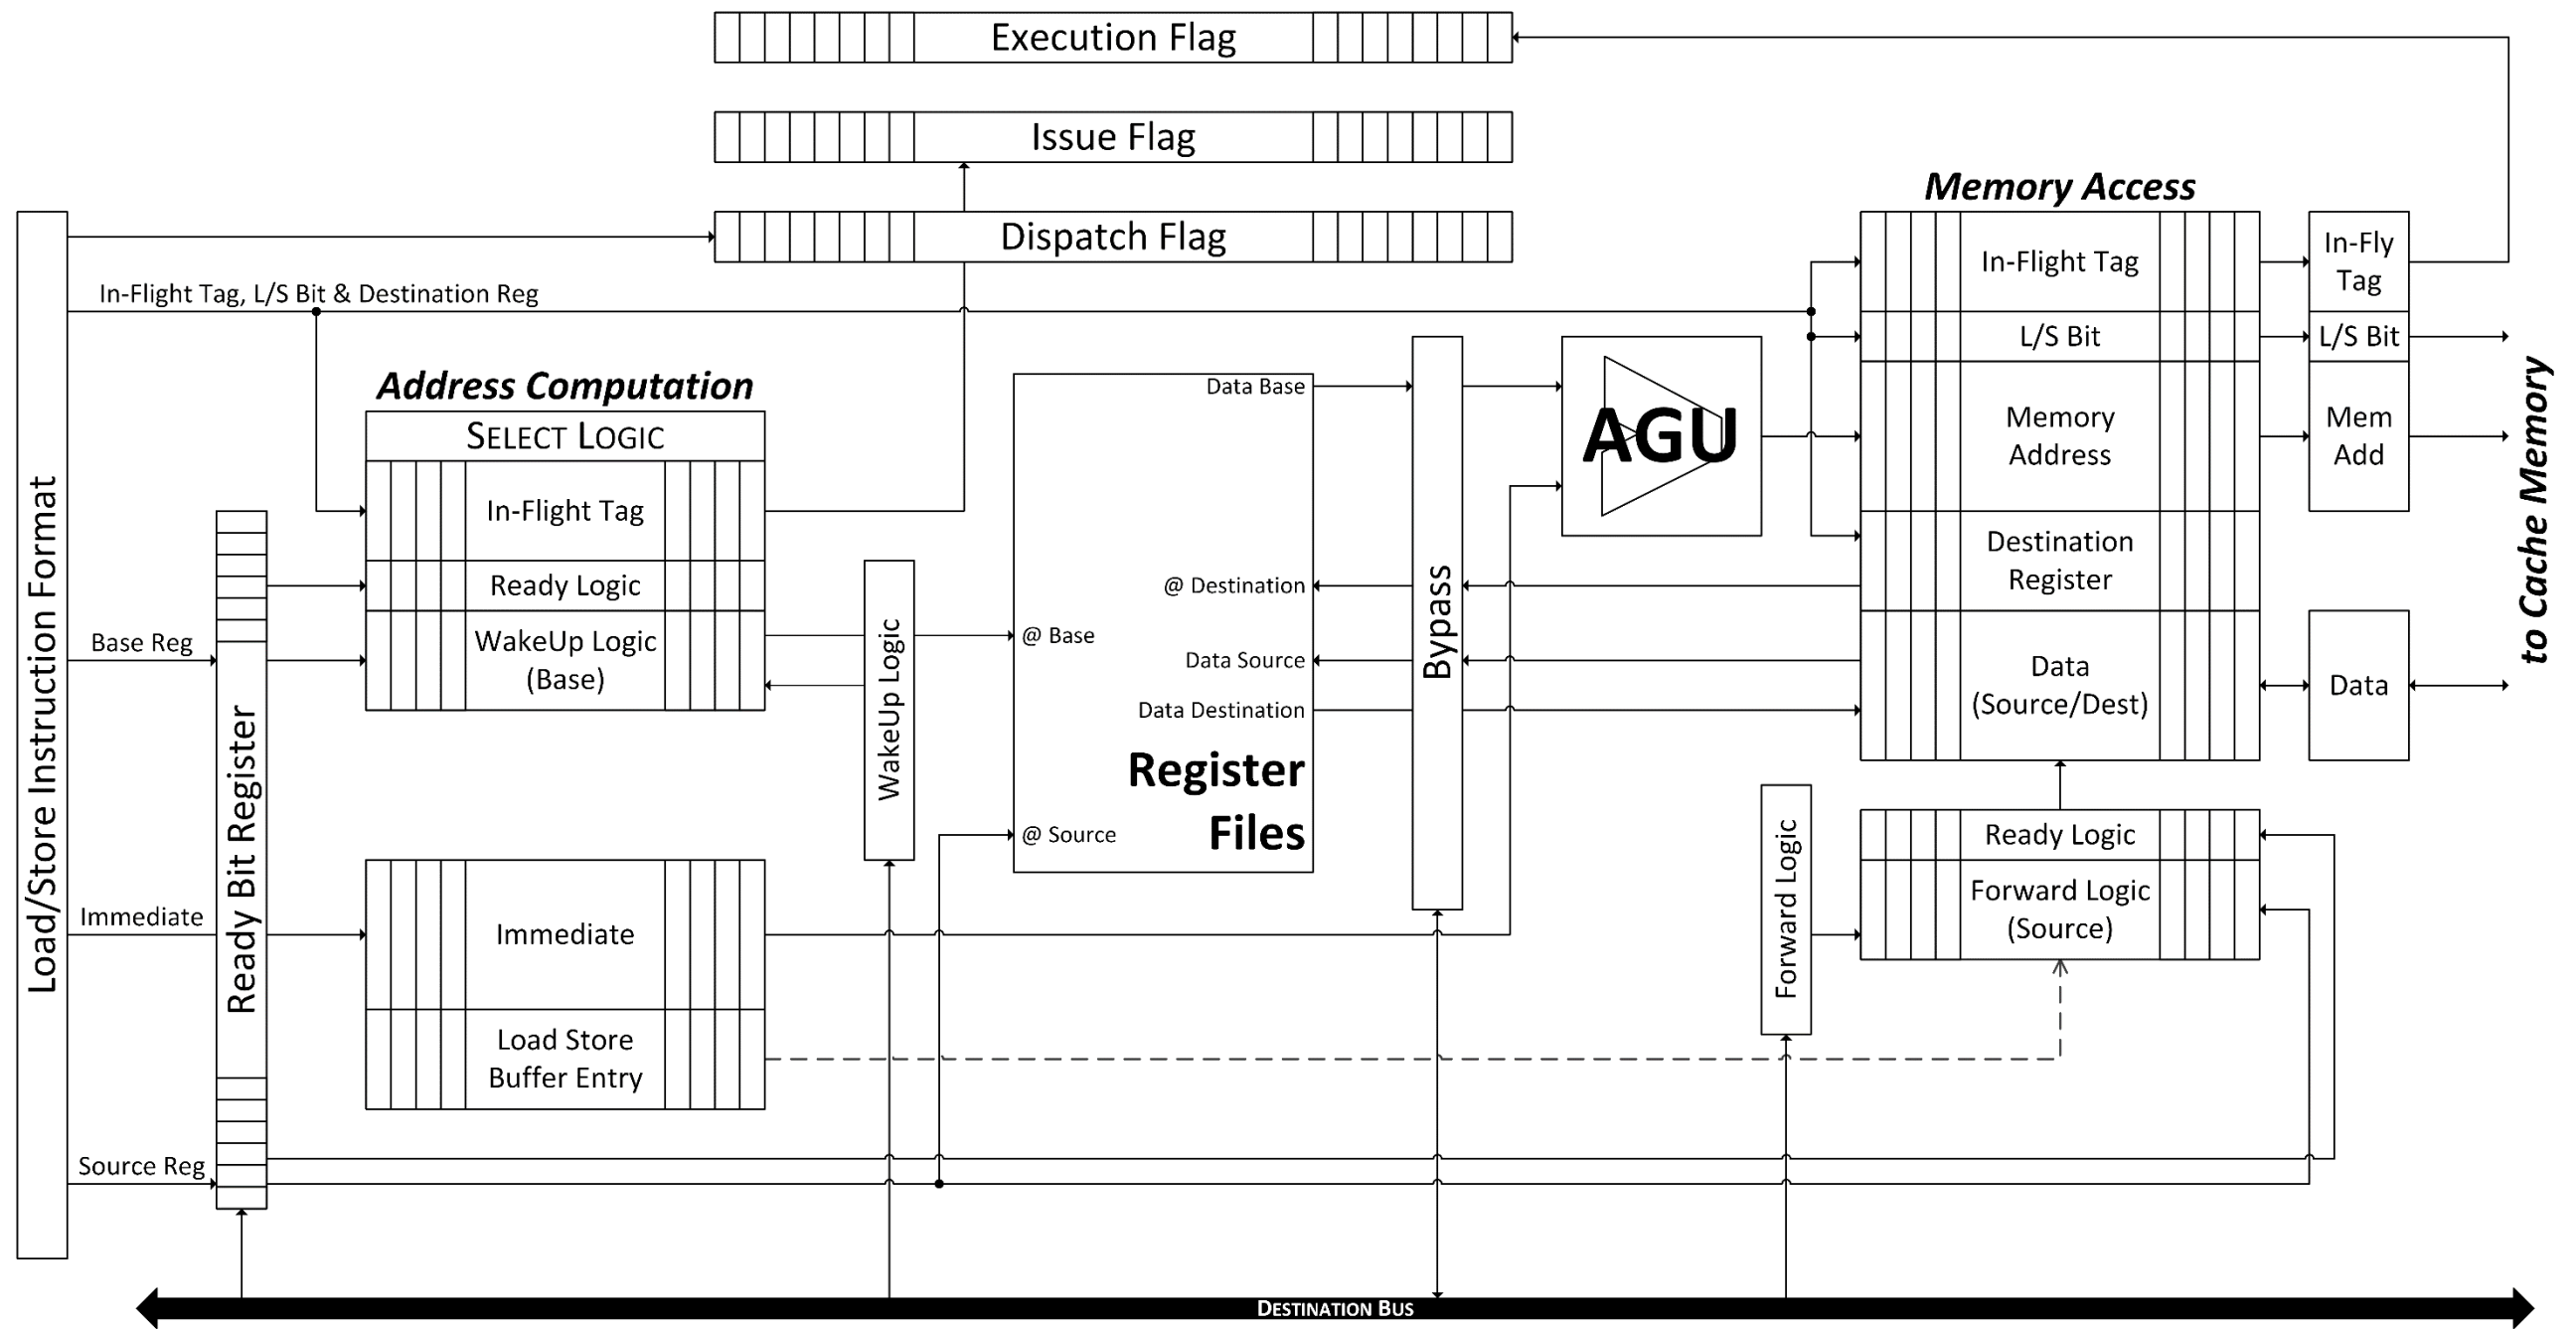 Execution Flag
Issue Flag
Dispatch Flag
Load/Store Instruction Format
In-Flight Tag, L/S Bit & Destination Reg
Base Reg
Immediate
Source Reg
Ready Bit Register
Address Computation
SELECT LOGIC
In-Flight Tag
Ready Logic
WakeUp Logic
(Base)
Immediate
Load Store
Buffer Entry
WakeUp Logic
Data Base
@ Destination
@ Base
Data Source
Data Destination
Register
Files
@ Source
Bypass
AGU
Memory Access
In-Flight Tag
L/S Bit
Memory
Address
Destination
Register
Data
(Source/Dest)
In-Fly
Tag
L/S Bit
Mem
Add
Data
to Cache Memory
Forward Logic
Ready Logic
Forward Logic
(Source)
DESTINATION BUS